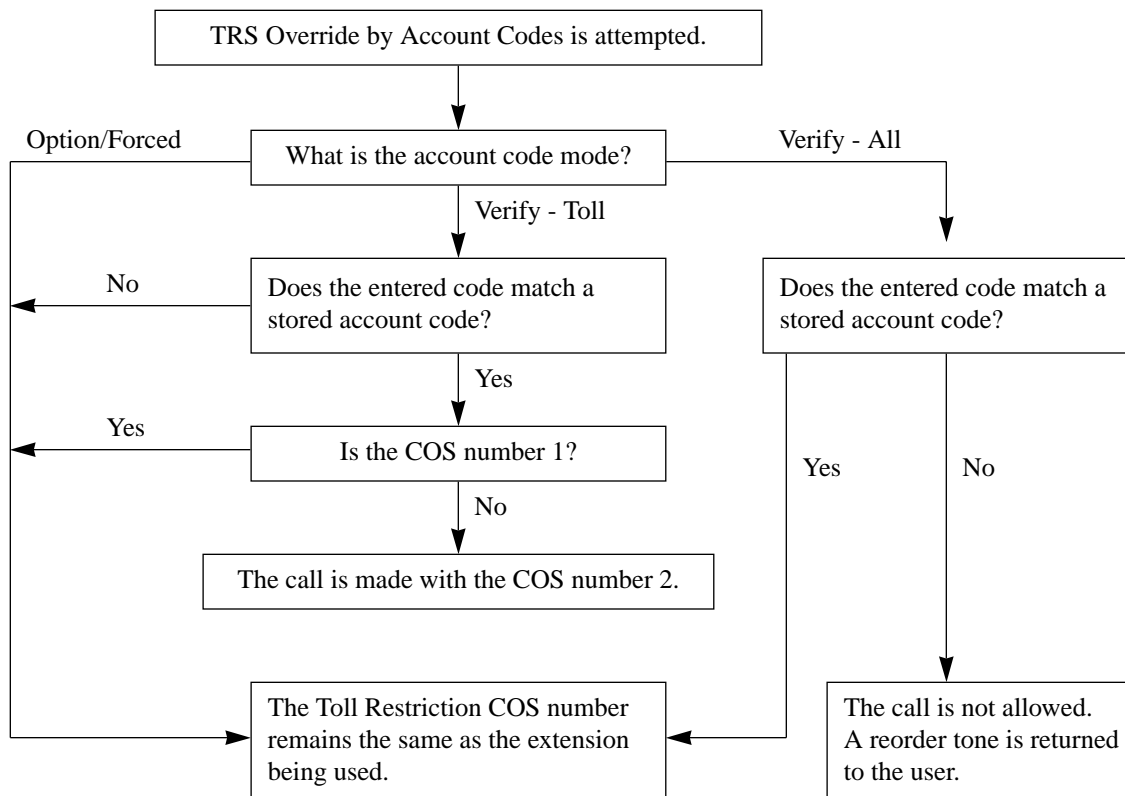 TRS Override by Account Codes is attempted.
Option/Forced
What is the account code mode?
Verify - All
Verify - Toll
No
Does the entered code match a
stored account code?
Does the entered code match a
stored account code?
Yes
Yes
Is the COS number 1?
Yes
No
No
The call is made with the COS number 2.
The Toll Restriction COS number
remains the same as the extension
being used.
The call is not allowed.
A reorder tone is returned
to the user.